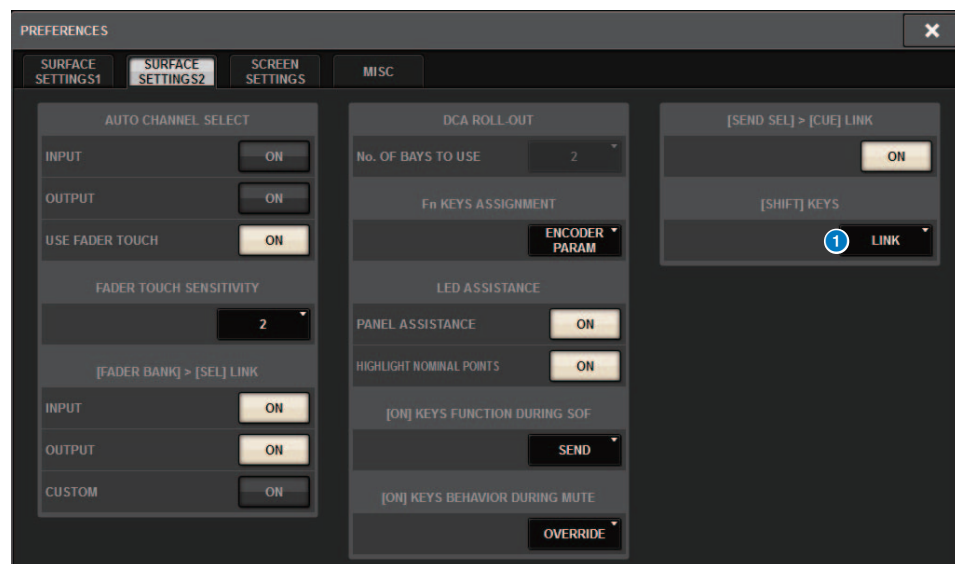 PREFERENCES
SURFACE
SETTINGS1
SURFACE
SETTINGS2
SCREEN
SETTINGS
MISC
AUTO CHANNEL SELECT
INPUT ON
OUTPUT ON
USE FADER TOUCH ON
FADER TOUCH SENSITIVITY
2
[FADER BANK] > [SEL] LINK
INPUT ON
OUTPUT ON
CUSTOM ON
DCA ROLL-OUT
No. OF BAYS TO USE 2
Fn KEYS ASSIGNMENT
ENCODER
PARAM
LED ASSISTANCE
PANEL ASSISTANCE ON
HIGHLIGHT NOMINAL POINTS ON
[ON] KEYS FUNCTION DURING SOF
SEND
[ON] KEYS BEHAVIOR DURING MUTE
OVERRIDE
[SEND SEL] > [CUE] LINK
ON
[SHIFT] KEYS
1 LINK